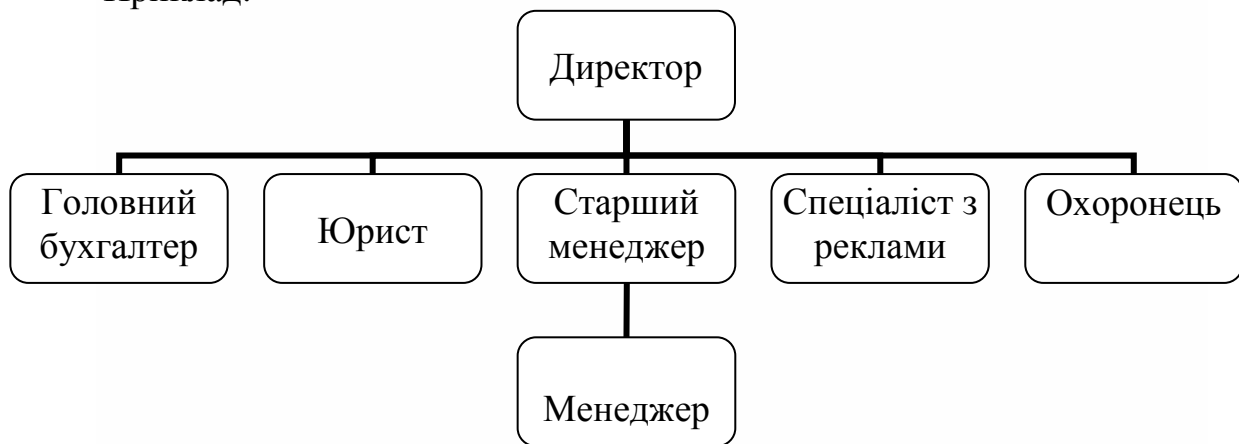 Приклад:
Директор
Головний
бухгалтер
Юрист
Старший
менеджер
Спеціаліст з
реклами
Охоронець
Менеджер